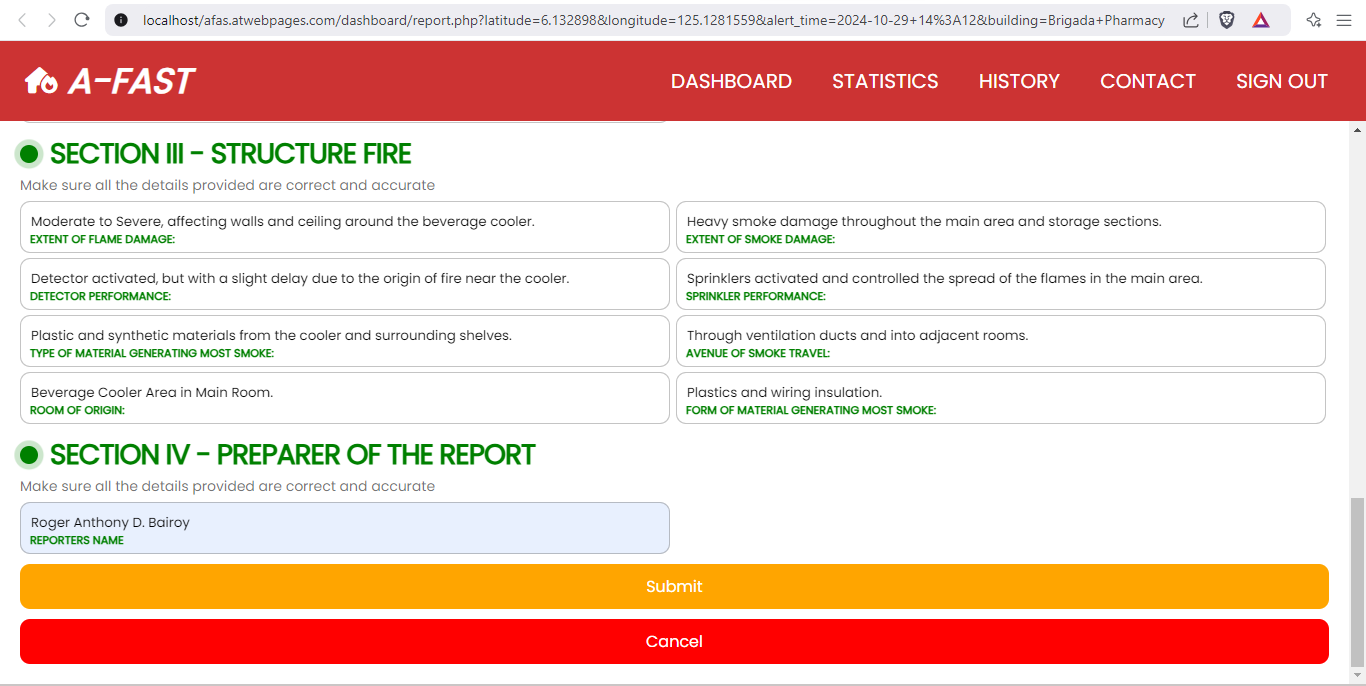 localhost/afas.atwebpages.com/dashboard/report.php?latitude=6.132898&longitude=125.1281559&alert_time=2024-10-29+14%3A12&building=Brigada+Pharmacy
A-FAST
DASHBOARD STATISTICS HISTORY CONTACT SIGN OUT
SECTION III - STRUCTURE FIRE
Make sure all the details provided are correct and accurate
Moderate to Severe, affecting walls and ceiling around the beverage cooler.
EXTENT OF FLAME DAMAGE:
Heavy smoke damage throughout the main area and storage sections.
EXTENT OF SMOKE DAMAGE:
Detector activated, but with a slight delay due to the origin of fire near the cooler.
DETECTOR PERFORMANCE:
Sprinklers activated and controlled the spread of the flames in the main area.
SPRINKLER PERFORMANCE:
Plastic and synthetic materials from the cooler and surrounding shelves.
TYPE OF MATERIAL GENERATING MOST SMOKE:
Through ventilation ducts and into adjacent rooms.
AVENUE OF SMOKE TRAVEL:
Beverage Cooler Area in Main Room.
ROOM OF ORIGIN:
Plastics and wiring insulation.
FORM OF MATERIAL GENERATING MOST SMOKE:
SECTION IV - PREPARER OF THE REPORT
Make sure all the details provided are correct and accurate
Roger Anthony D. Bairoy
REPORTERS NAME
Submit
Cancel